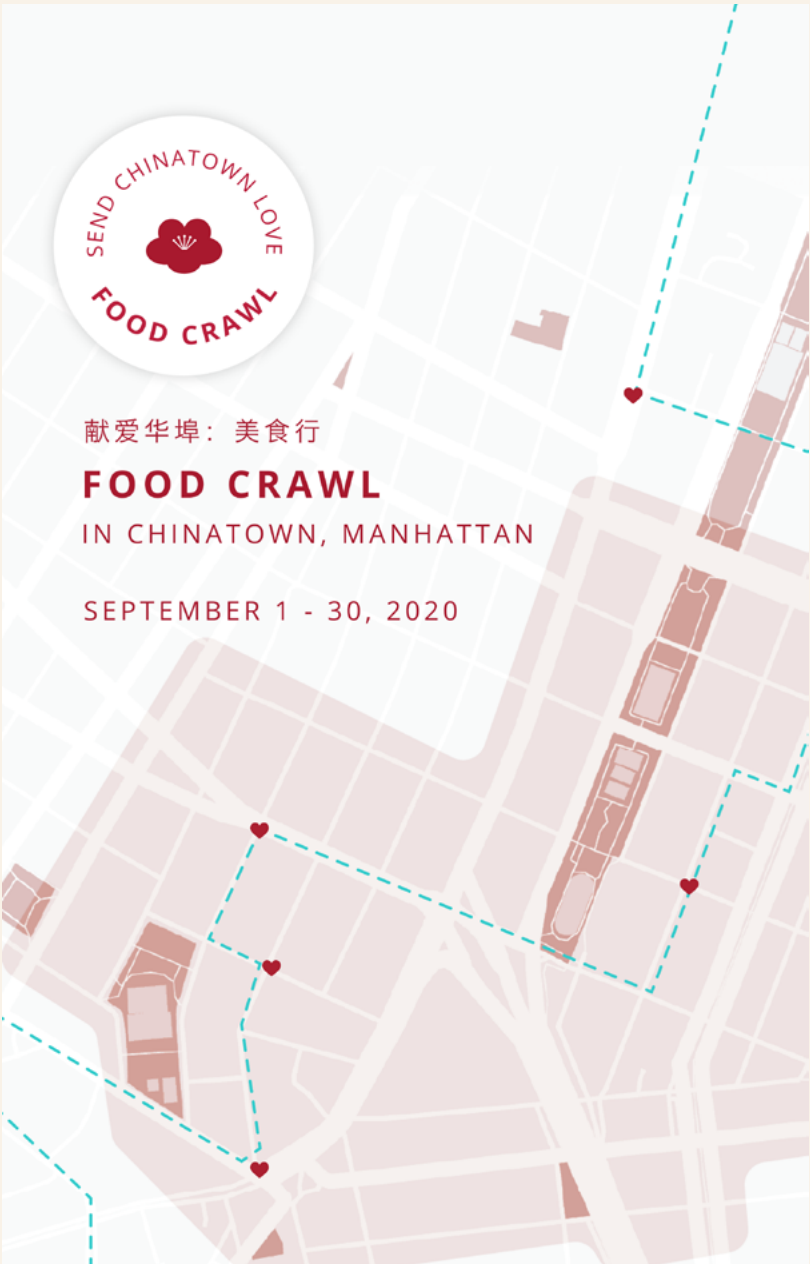 SEND CHINATOWN LOVE
FOOD CRAWL
献爱华埠：美食行
FOOD CRAWL
IN CHINATOWN, MANHATTAN
SEPTEMBER 1 - 30, 2020